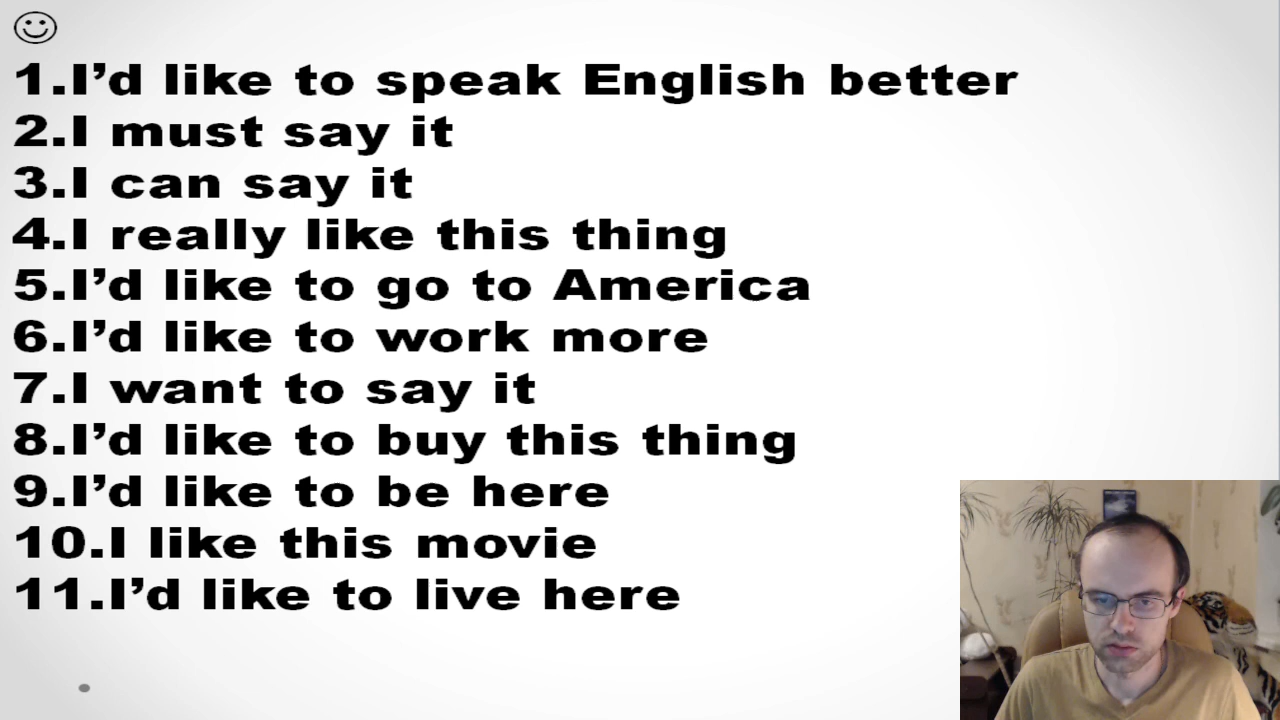 1.I’d like to speak English better
2.I must say it
3.I can say it
4.I really like this thing
5.I’d like to go to America
6.I’d like to work more
7.I want to say it
8.I’d like to buy this thing
9.I’d like to be here
10.I like this movie
11.I’d like to live here